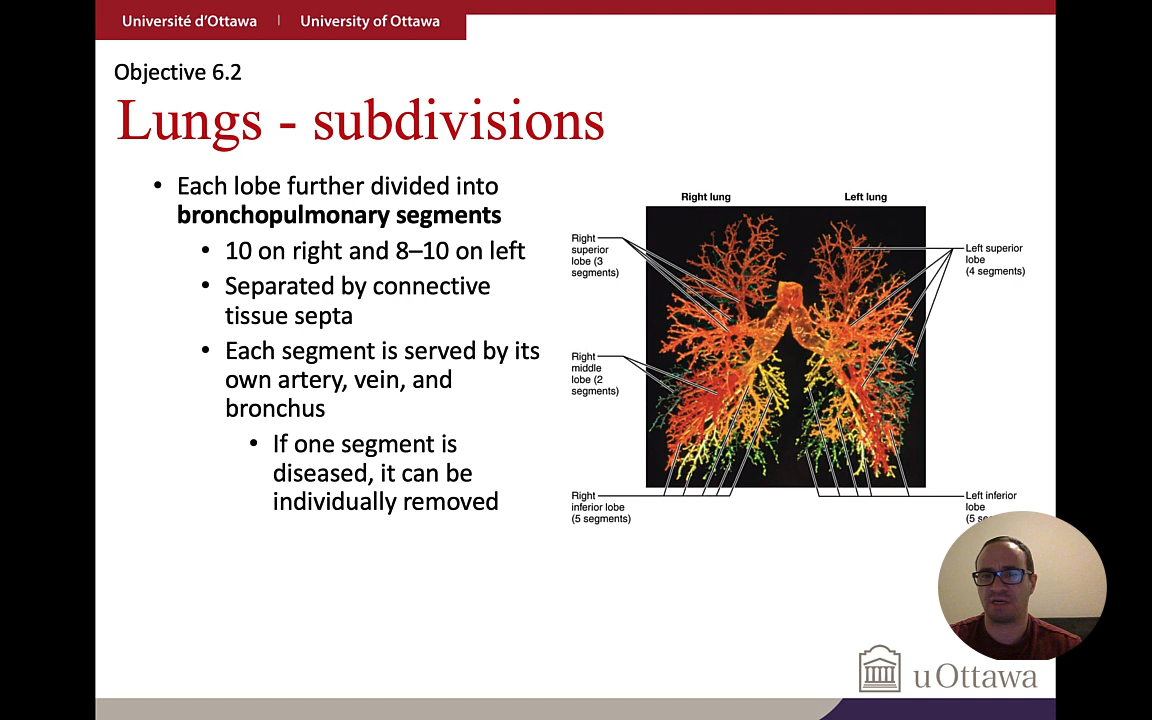 Université d'Ottawa | University of Ottawa
Objective 6.2
Lungs - subdivisions
• Each lobe further divided into
bronchopulmonary segments
• 10 on right and 8–10 on left
• Separated by connective
tissue septa
• Each segment is served by its
own artery, vein, and
bronchus
• If one segment is
diseased, it can be
individually removed
Right lung
Left lung
Right
superior
lobe (3
segments)
Left superior
lobe
(4 segments)
Right
middle
lobe (2
segments)
Right
inferior lobe
(5 segments)
Left inferior
lobe
(5
uOttawa